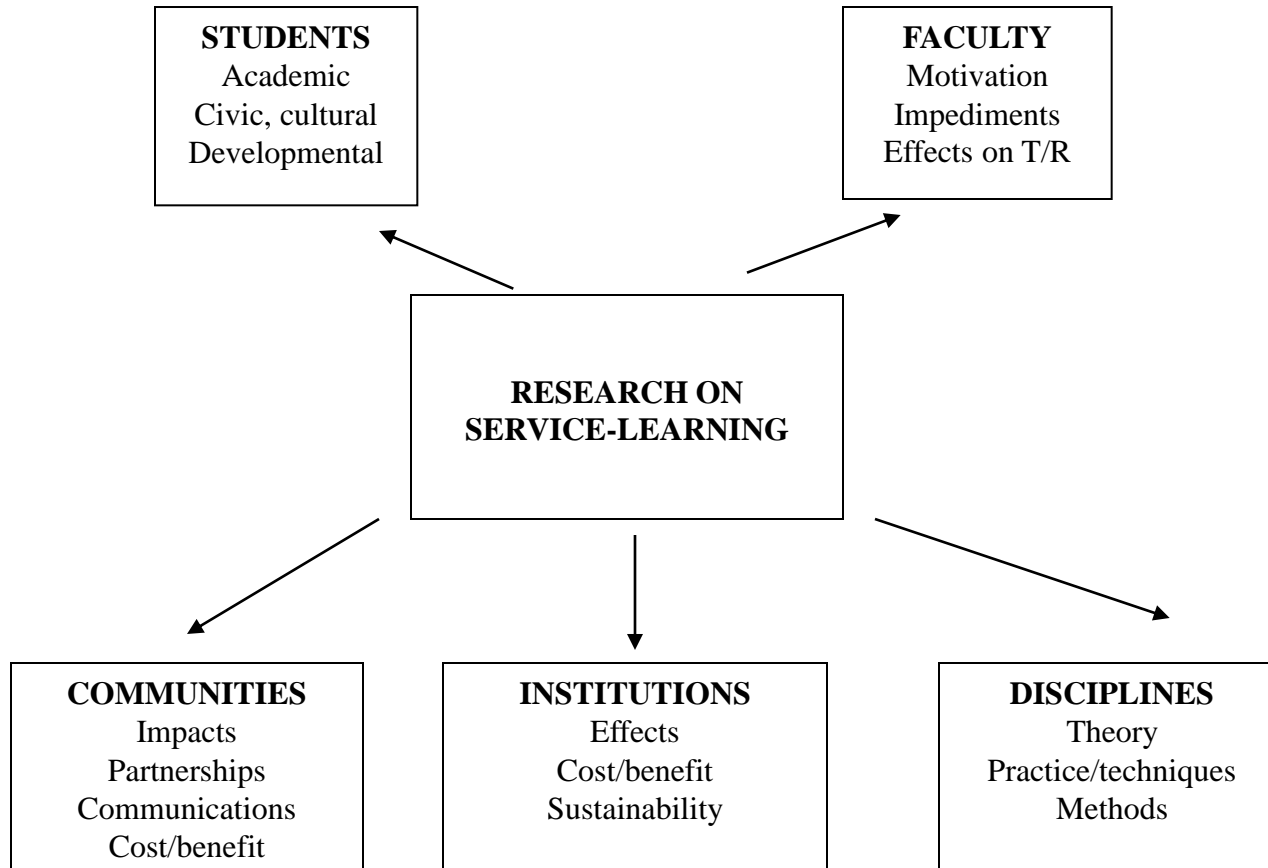 STUDENTS
Academic
Civic, cultural
Developmental
FACULTY
Motivation
Impediments
Effects on T/R
RESEARCH ON
SERVICE-LEARNING
COMMUNITIES
Impacts
Partnerships
Communications
Cost/benefit
INSTITUTIONS
Effects
Cost/benefit
Sustainability
DISCIPLINES
Theory
Practice/techniques
Methods